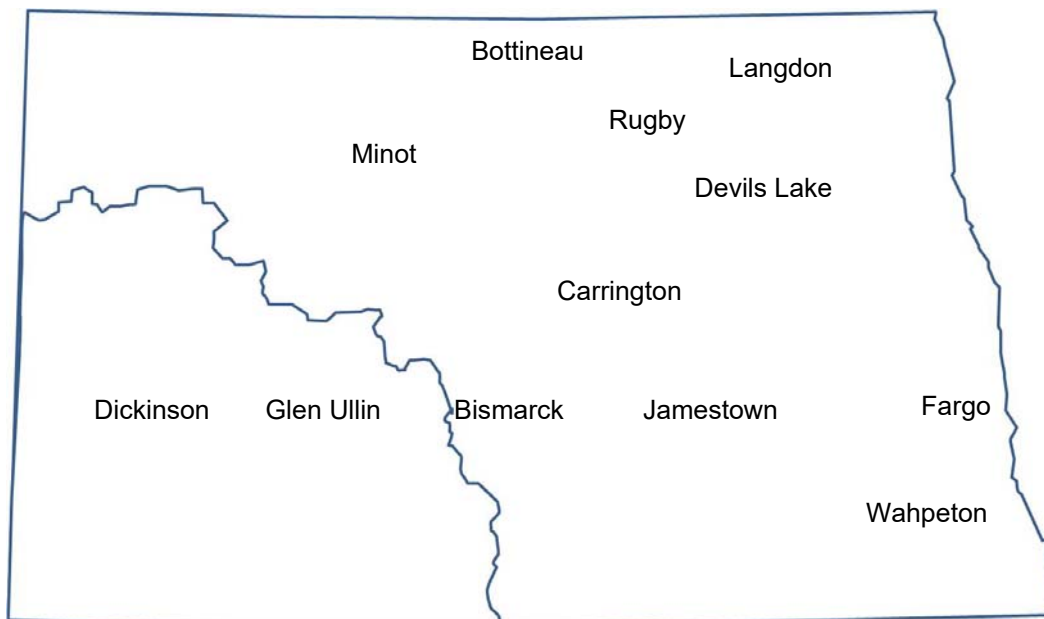 Bottineau
Langdon
Rugby
Minot
Devils Lake
Carrington
Dickinson
Glen Ullin
Bismarck
Jamestown
Fargo
Wahpeton